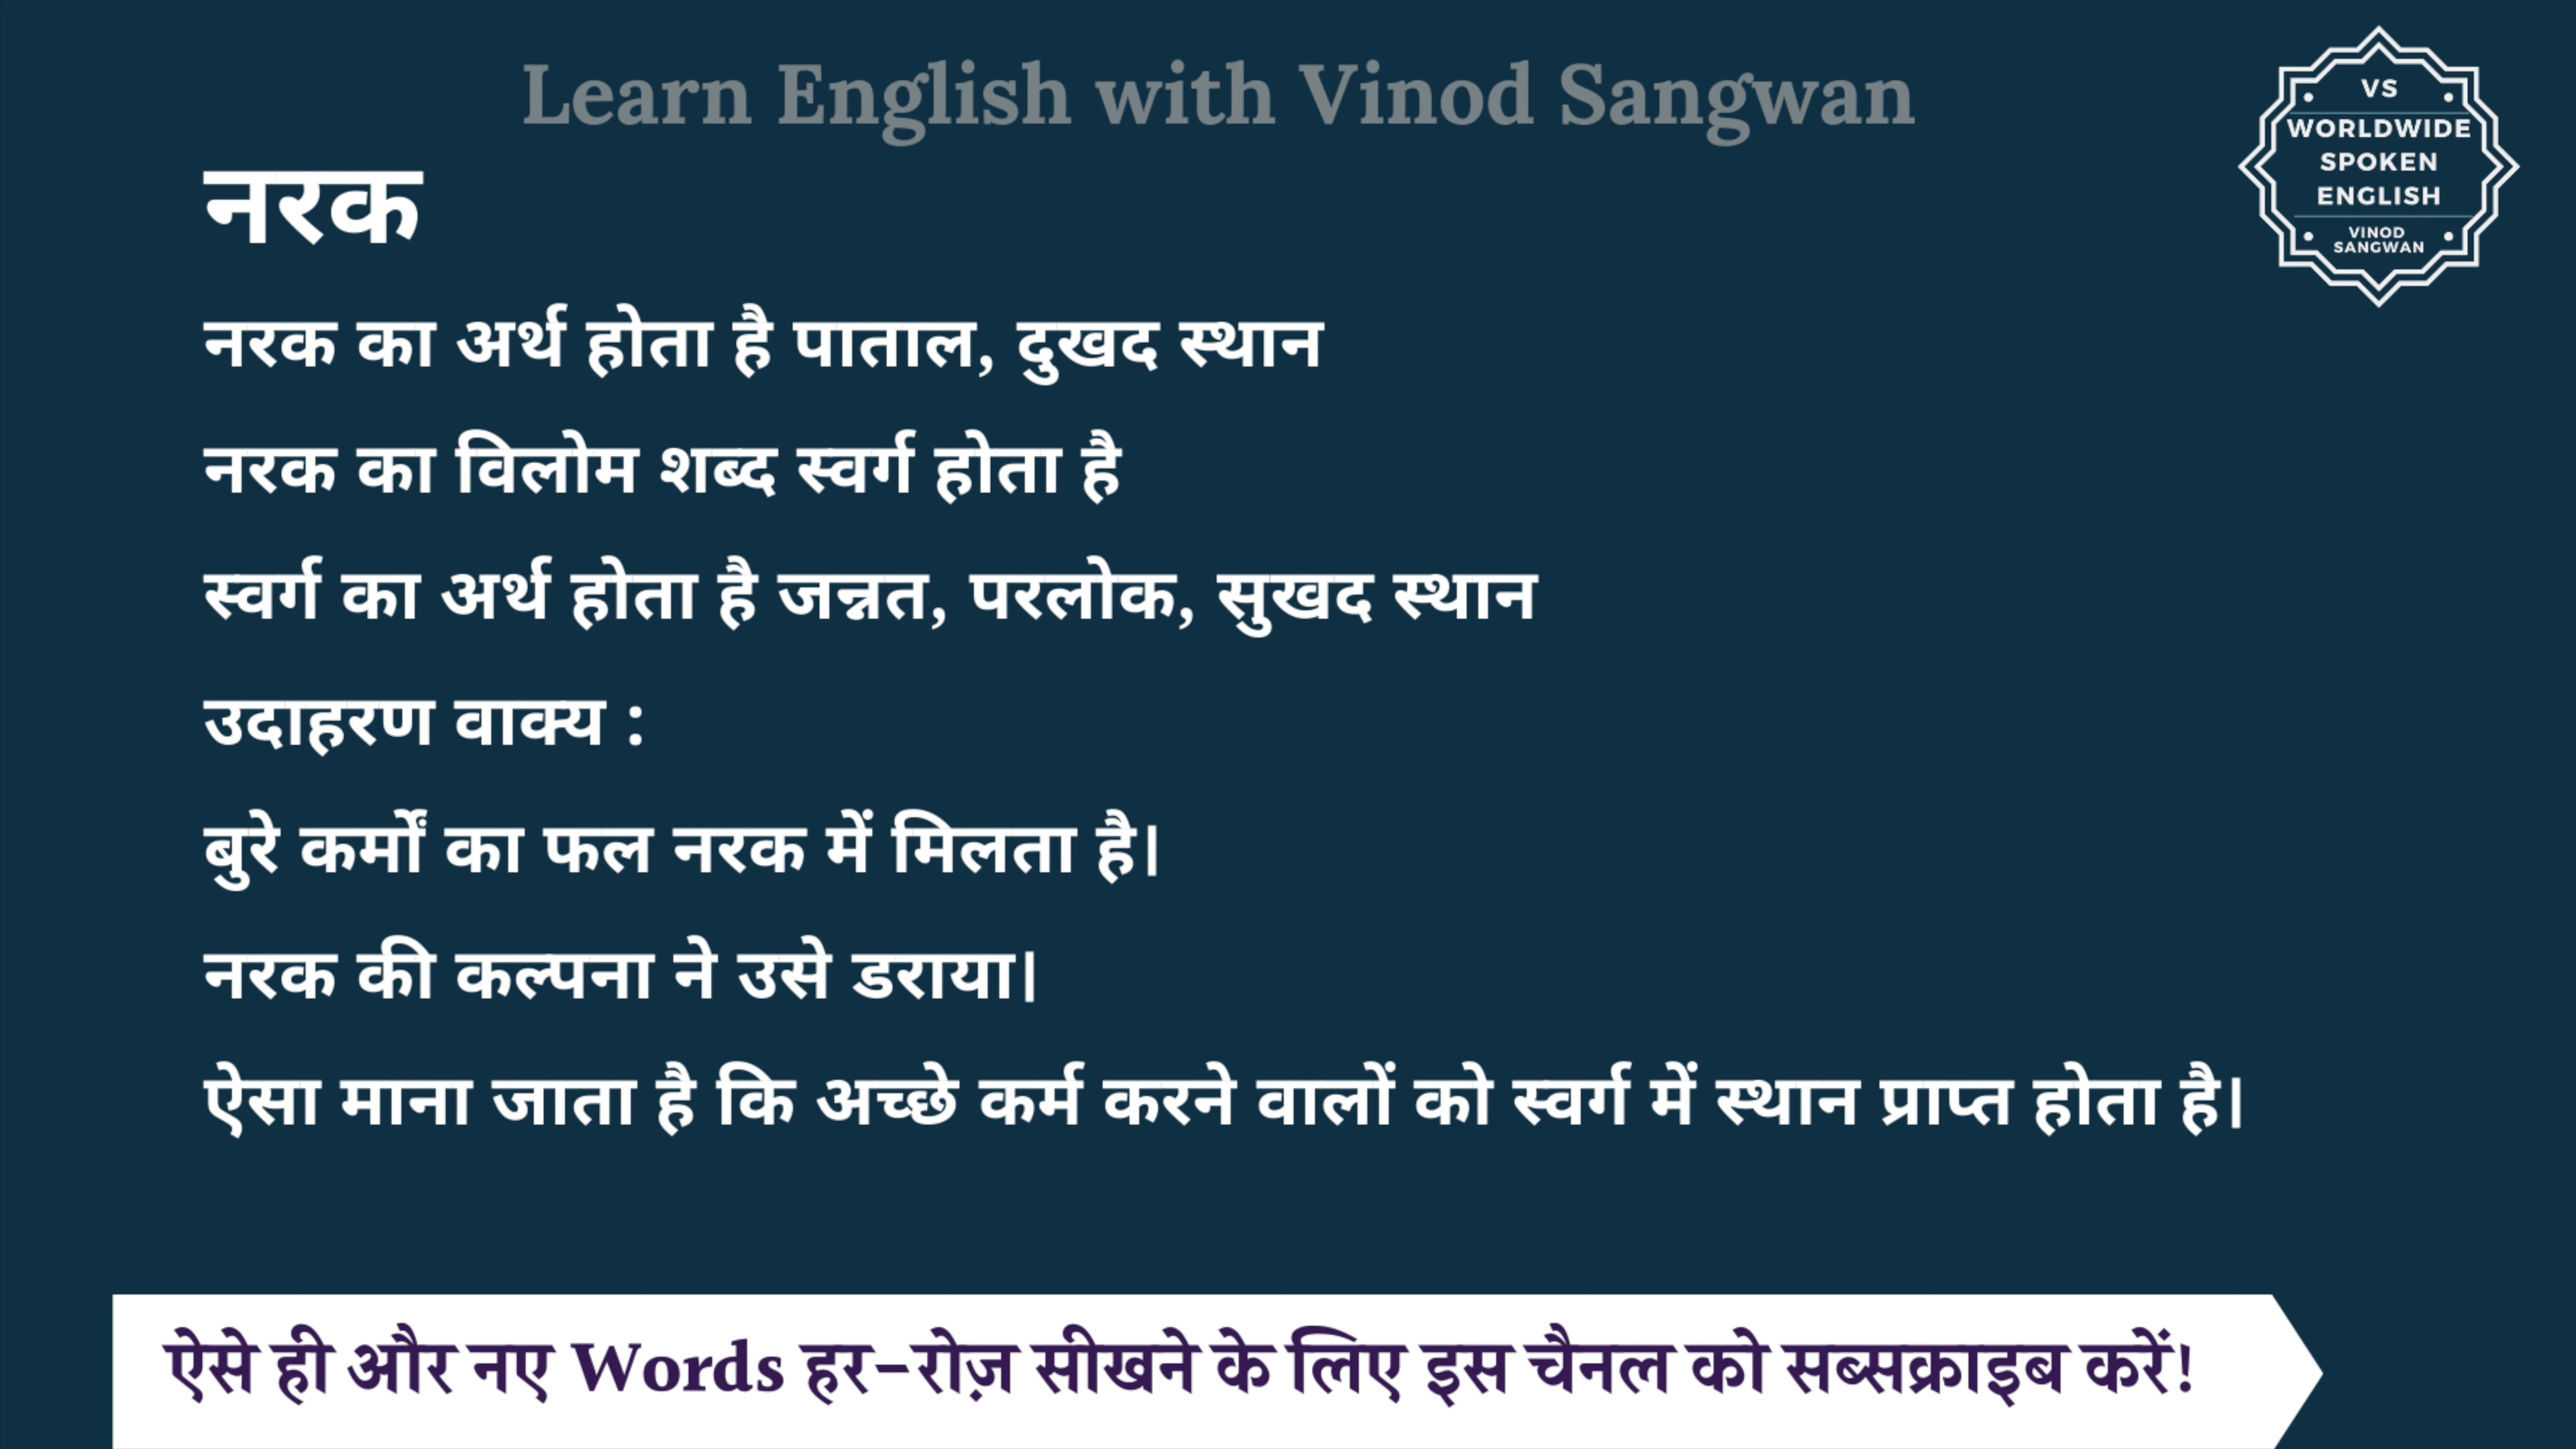 Learn English with Vinod Sangwan
VS
WORLDWIDE
SPOKEN
ENGLISH
VINOD
SANGWAN
नरक
नरक का अर्थ होता है पाताल, दुखद स्थान
नरक का विलोम शब्द स्वर्ग होता है
स्वर्ग का अर्थ होता है जन्नत, परलोक, सुखद स्थान
उदाहरण वाक्य :
बुरे कर्मों का फल नरक में मिलता है।
नरक की कल्पना ने उसे डराया।
ऐसा माना जाता है कि अच्छे कर्म करने वालों को स्वर्ग में स्थान प्राप्त होता है।
ऐसे ही और नए Words हर-रोज़ सीखने के लिए इस चैनल को सब्सक्राइब करें!